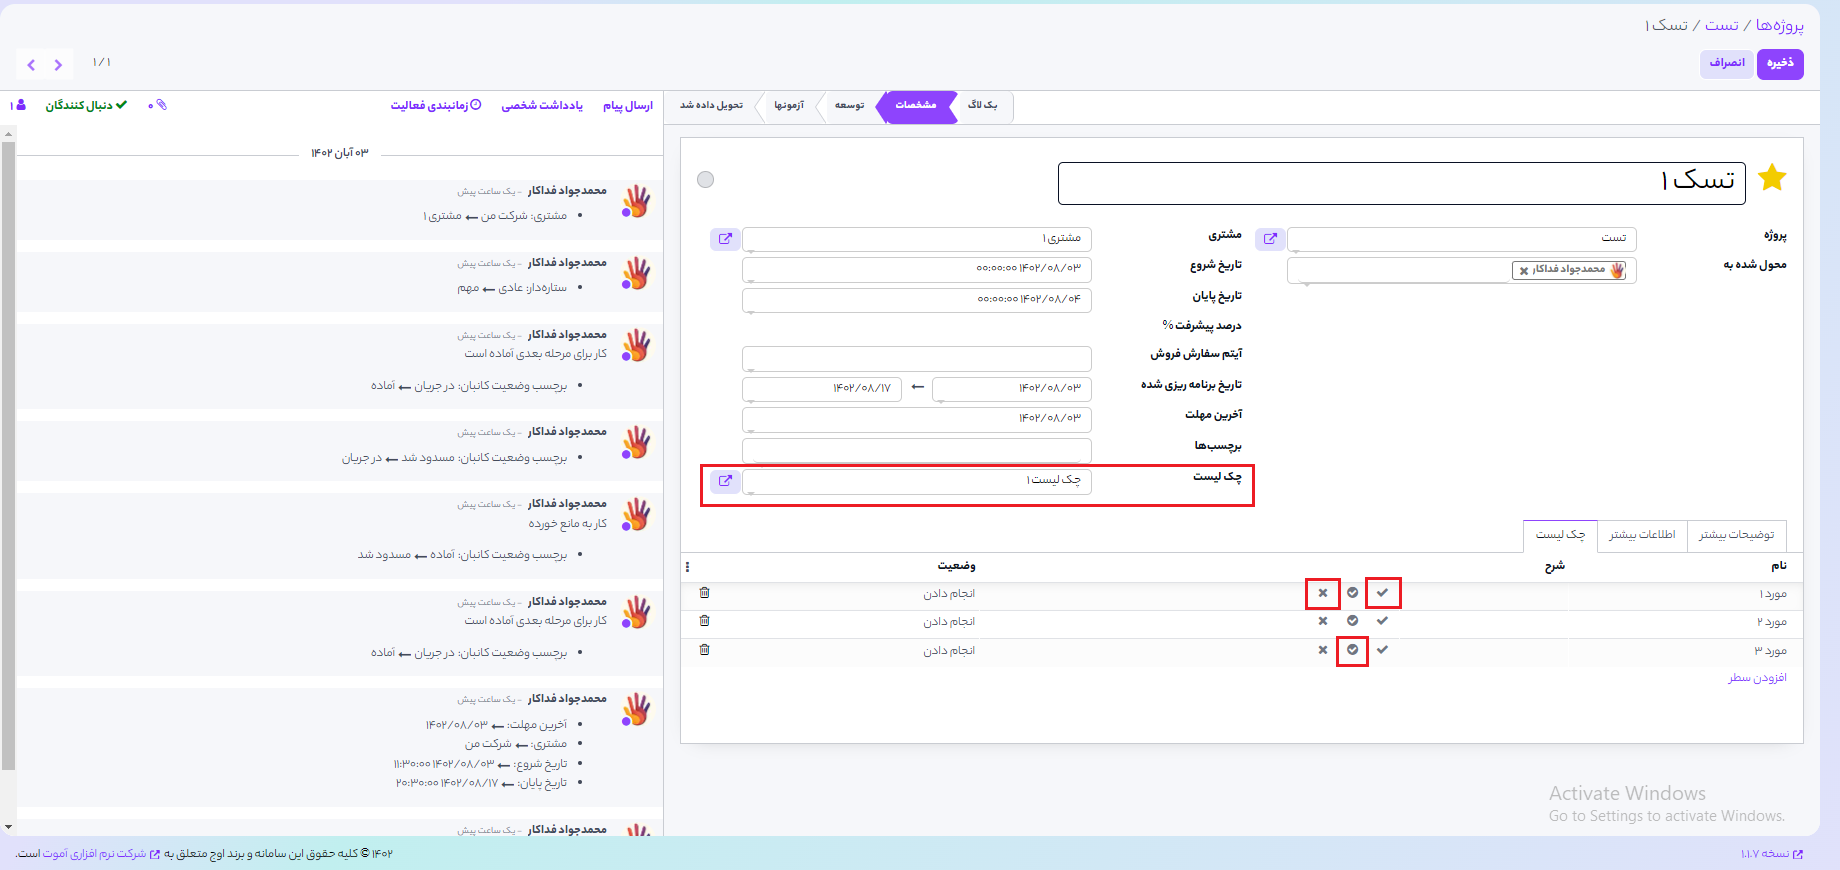 پروژه‌ها / تست / تسک ۱
ذخیره
انصراف
۱ / ۱
بک لاگ
مشخصات
توسعه
آزمونها
تحویل داده شد
تسک ۱
پروژه
تست
محول شده به
محمدجواد فداکار
مشتری
مشتری ۱
تاریخ شروع
۱۴۰۲/۰۸/۰۳ ۰۰:۰۰:۰۰
تاریخ پایان
۱۴۰۲/۰۸/۰۴ ۰۰:۰۰:۰۰
درصد پیشرفت %
آیتم سفارش فروش
تاریخ برنامه ریزی شده
۱۴۰۲/۰۸/۰۳
۱۴۰۲/۰۸/۱۷
آخرین مهلت
۱۴۰۲/۰۸/۰۳
برچسب‌ها
چک لیست
چک لیست ۱
توضیحات بیشتر
اطلاعات بیشتر
چک لیست
نام
شرح
وضعیت
مورد ۱
انجام دادن
مورد ۲
انجام دادن
مورد ۳
انجام دادن
افزودن سطر
ارسال پیام
یادداشت شخصی
زمانبندی فعالیت
۰
دنبال کنندگان
۱
۰۳ آبان ۱۴۰۲
محمدجواد فداکار - یک ساعت پیش
مشتری: شرکت من ← مشتری ۱
محمدجواد فداکار - یک ساعت پیش
ستاره‌دار: عادی ← مهم
محمدجواد فداکار - یک ساعت پیش
کار برای مرحله بعدی آماده است
برچسب وضعیت کانبان: در جریان ← آماده
محمدجواد فداکار - یک ساعت پیش
برچسب وضعیت کانبان: مسدود شد ← در جریان
محمدجواد فداکار - یک ساعت پیش
کار به مانع خورده
برچسب وضعیت کانبان: آماده ← مسدود شد
محمدجواد فداکار - یک ساعت پیش
کار برای مرحله بعدی آماده است
برچسب وضعیت کانبان: در جریان ← آماده
محمدجواد فداکار - یک ساعت پیش
آخرین مهلت: ← ۱۴۰۲/۰۸/۰۳
مشتری: ← شرکت من
تاریخ شروع: ← ۱۴۰۲/۰۸/۰۳ ۱۱:۳۰:۰۰
تاریخ پایان: ← ۱۴۰۲/۰۸/۱۷ ۲۰:۳۰:۰۰
محمدجواد فداکار - یک ساعت پیش
Activate Windows
Go to Settings to activate Windows.
نسخه ۱.۱.۷
۱۴۰۲ © کلیه حقوق این سامانه و برند اوج متعلق به شرکت نرم افزاری آموت است.